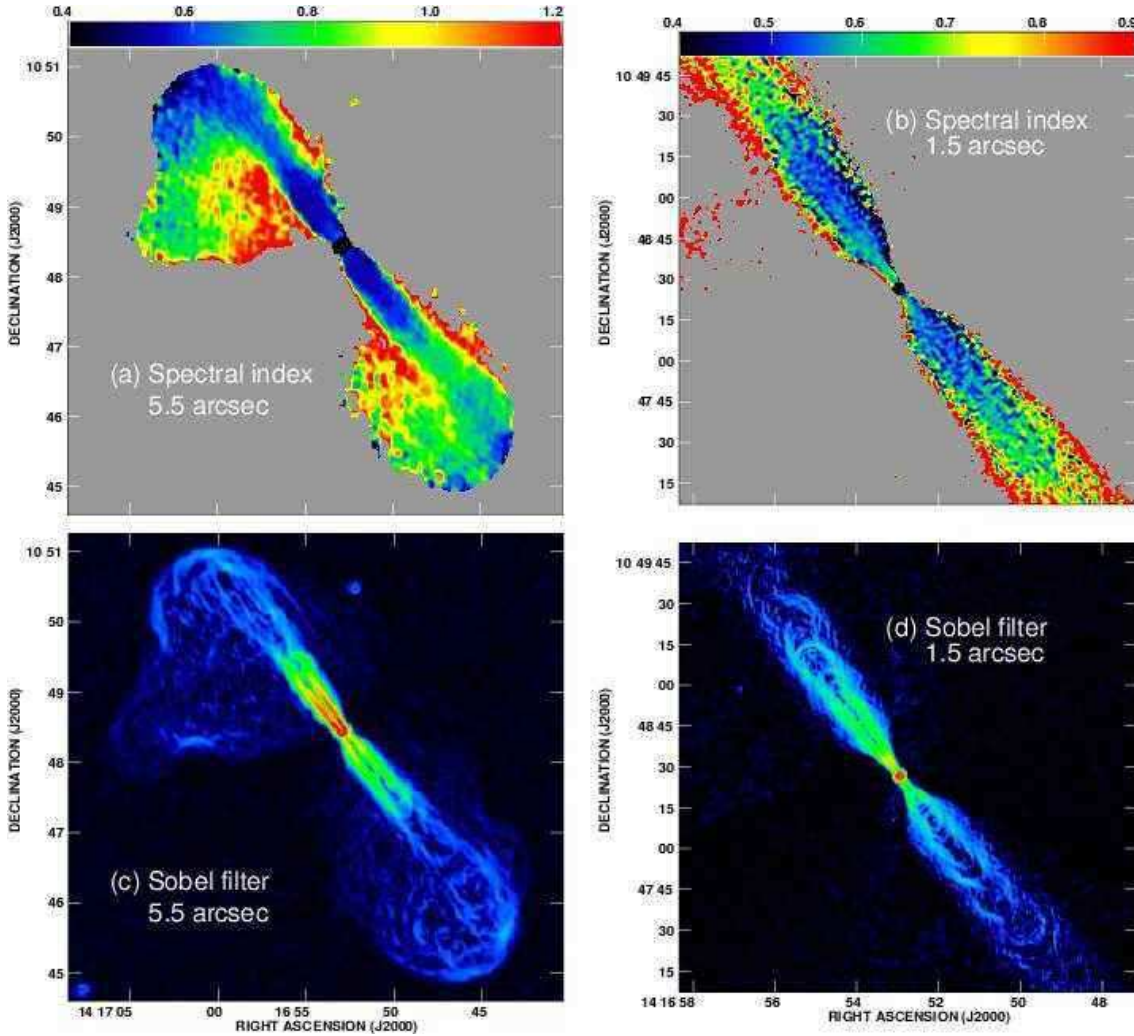 0.4 0.6 0.8 1.0 1.2
0.4 0.5 0.6 0.7 0.8 0.9
10 51
50
49
48
47
46
45
DECLINATION (J2000)
(a) Spectral index
5.5 arcsec
10 49 45
30
15
00
48 45
30
15
00
47 45
30
15
DECLINATION (J2000)
(b) Spectral index
1.5 arcsec
10 51
50
49
48
47
46
45
DECLINATION (J2000)
(c) Sobel filter
5.5 arcsec
14 17 05 00 16 55 50 45
RIGHT ASCENSION (J2000)
10 49 45
30
15
00
48 45
30
15
00
47 45
30
15
DECLINATION (J2000)
(d) Sobel filter
1.5 arcsec
14 16 58 56 54 52 50 48
RIGHT ASCENSION (J2000)